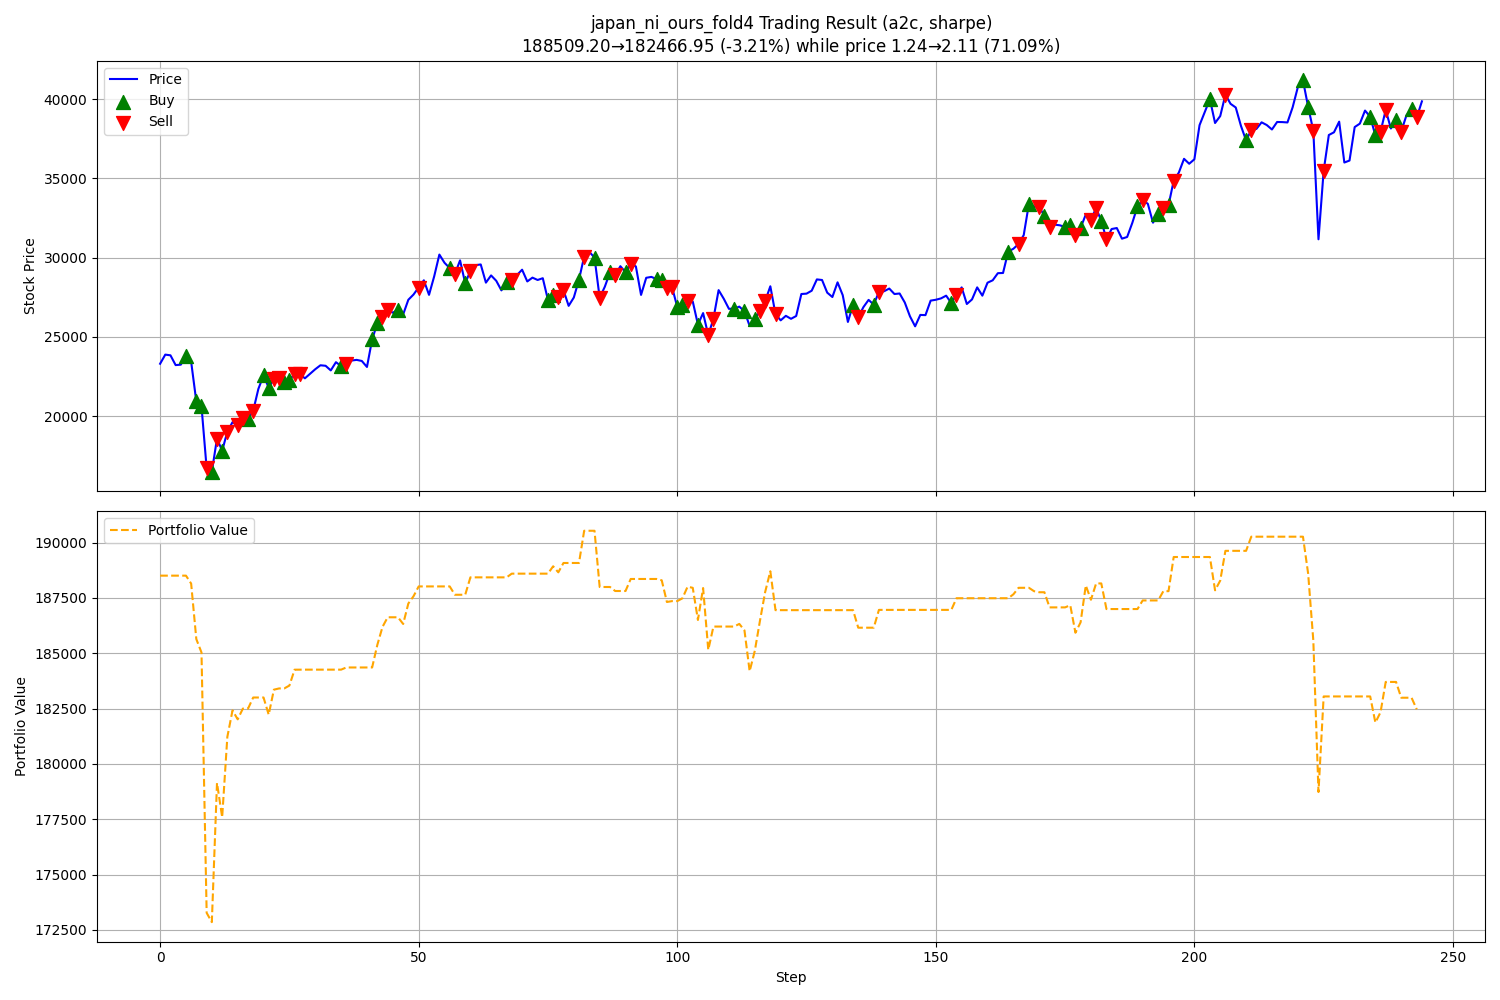 japan_ni_ours_fold4 Trading Result (a2c, sharpe)
188509.20→182466.95 (-3.21%) while price 1.24→2.11 (71.09%)
Price
Buy
Sell
Stock Price
40000
35000
30000
25000
20000
Portfolio Value
Portfolio Value
190000
187500
185000
182500
180000
177500
175000
172500
0
50
100
150
200
250
Step